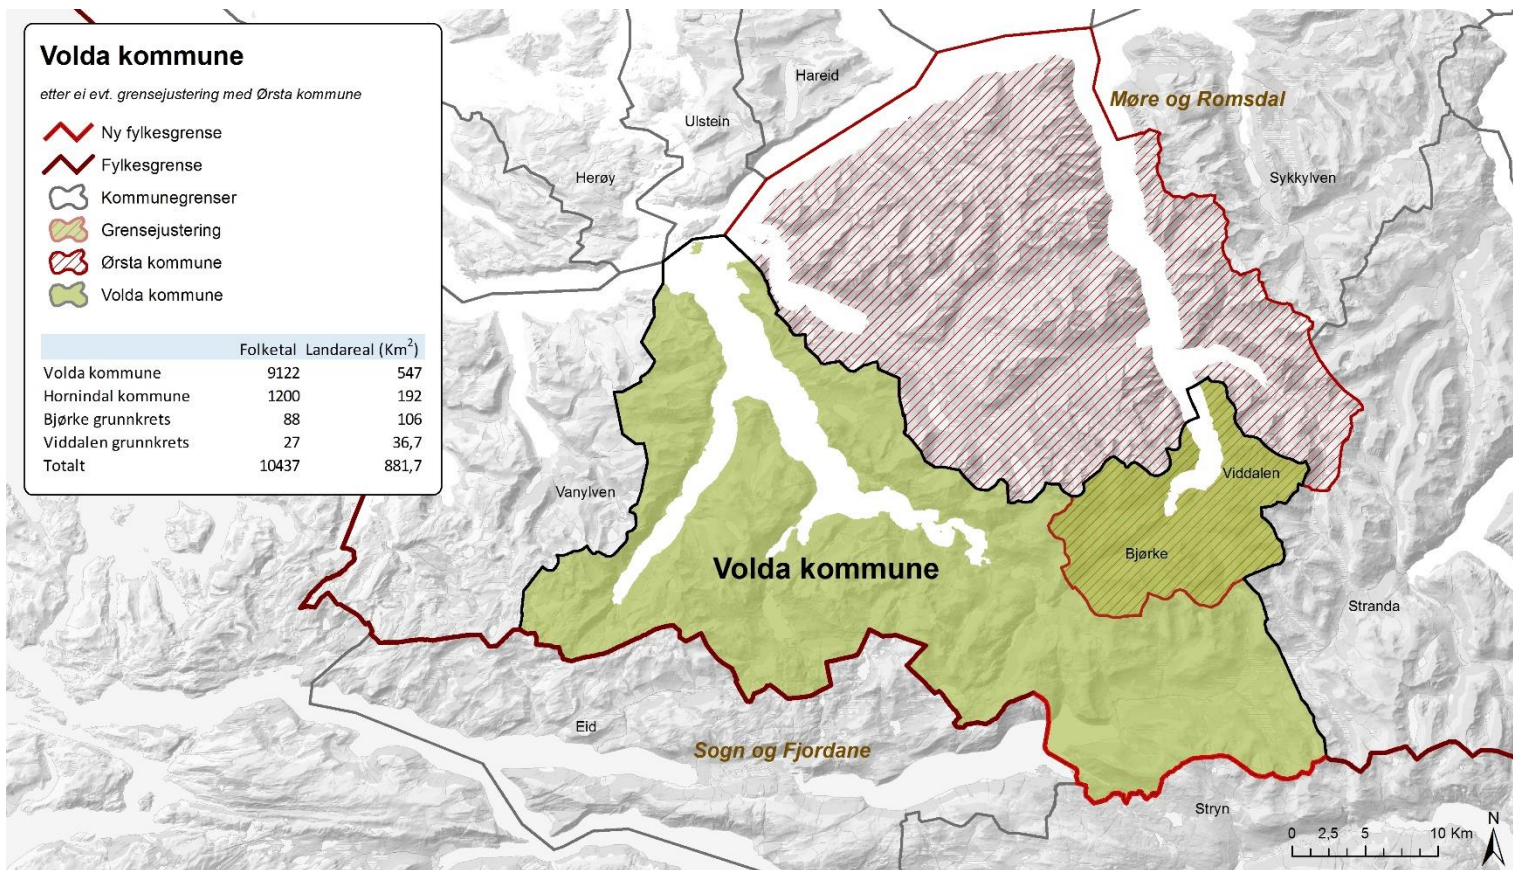 Volda kommune
etter ei evt. grensejustering med Ørsta kommune
Ny fylkesgrense
Fylkesgrense
Kommunegrenser
Grensejustering
Ørsta kommune
Volda kommune
Folketal Landareal (Km²)
Volda kommune 9122 547
Hornindal kommune 1200 192
Bjørke grunnkrets 88 106
Viddalen grunnkrets 27 36,7
Totalt 10437 881,7
Hareid
Møre og Romsdal
Ulstein
Herøy
Sykkylven
Vanylven
Viddalen
Bjørke
Volda kommune
Stranda
Eid
Sogn og Fjordane
Stryn
N
0 2,5 5 10 Km